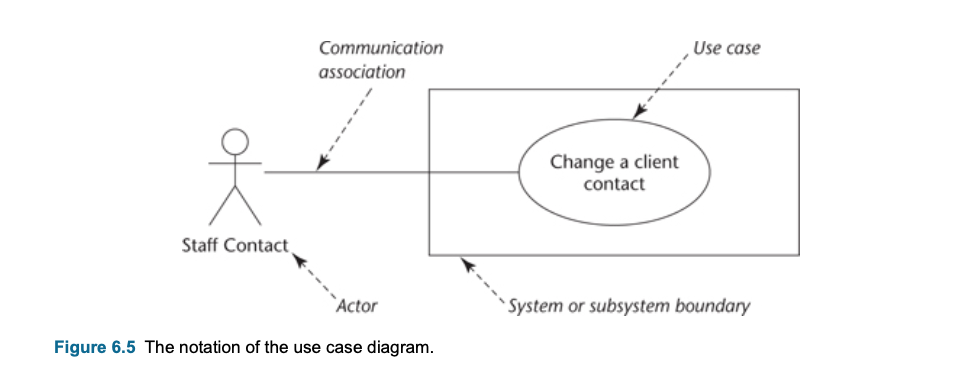 Communication
association
Use case
Change a client
contact
Staff Contact
Actor
System or subsystem boundary
Figure 6.5 The notation of the use case diagram.